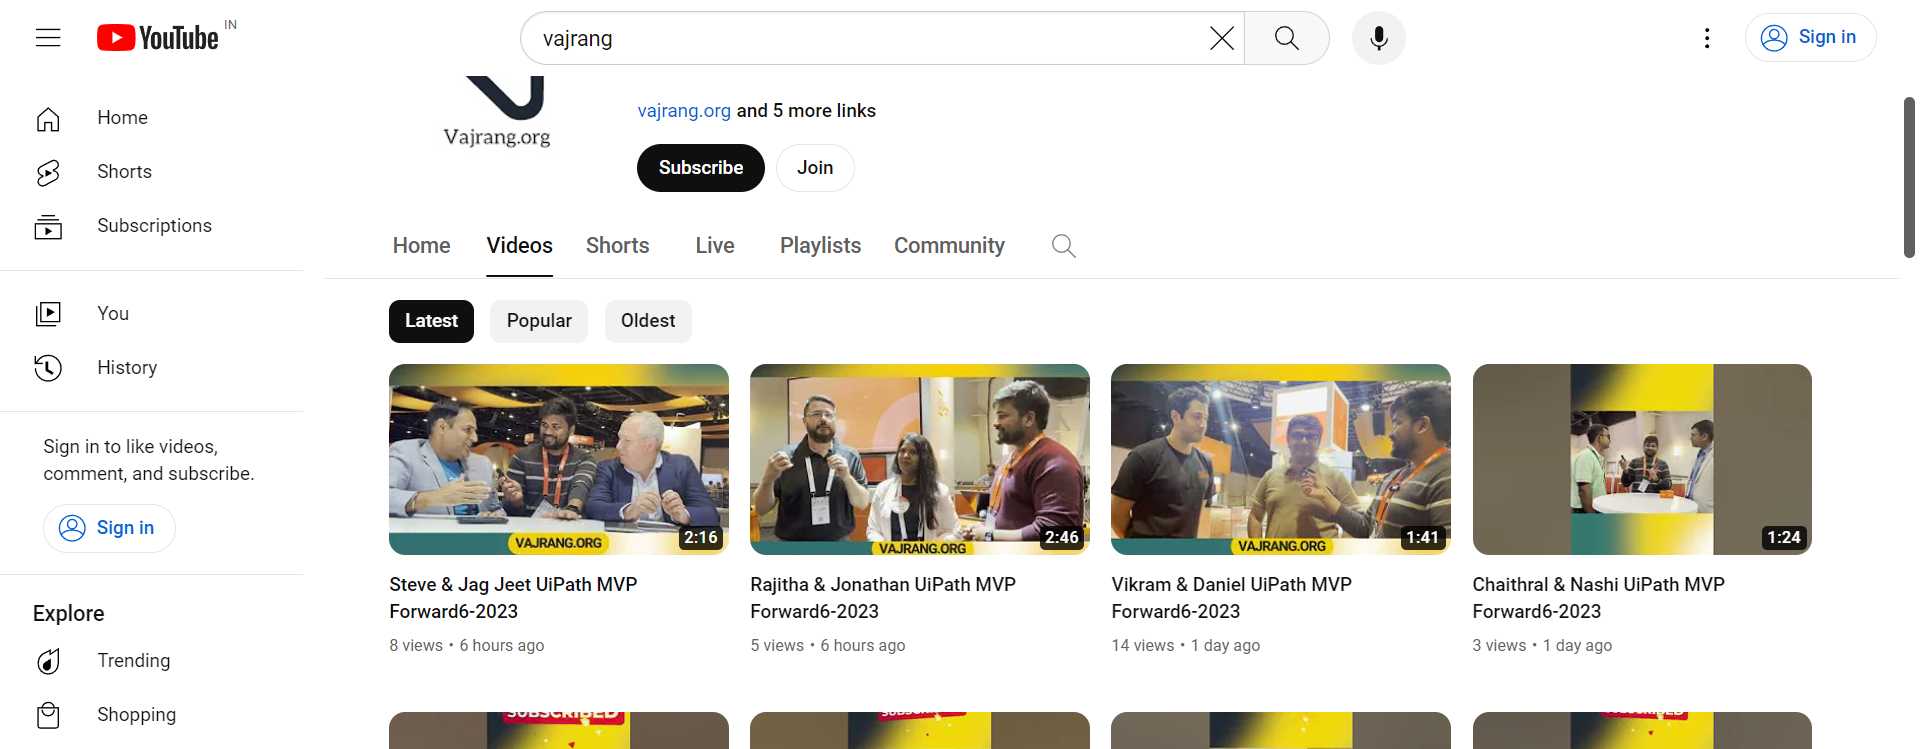 YouTube IN
vajrang
Sign in
Home
Shorts
Subscriptions
You
History
Sign in to like videos,
comment, and subscribe.
Sign in
Explore
Trending
Shopping
Vajrang.org
vajrang.org and 5 more links
Subscribe Join
Home Videos Shorts Live Playlists Community
Latest Popular Oldest
VAJRANG.ORG 2:16
Steve & Jag Jeet UiPath MVP
Forward6-2023
8 views • 6 hours ago
VAJRANG.ORG 2:46
Rajitha & Jonathan UiPath MVP
Forward6-2023
5 views • 6 hours ago
VAJRANG.ORG 1:41
Vikram & Daniel UiPath MVP
Forward6-2023
14 views • 1 day ago
1:24
Chaithral & Nashi UiPath MVP
Forward6-2023
3 views • 1 day ago
SUBSCRIBED